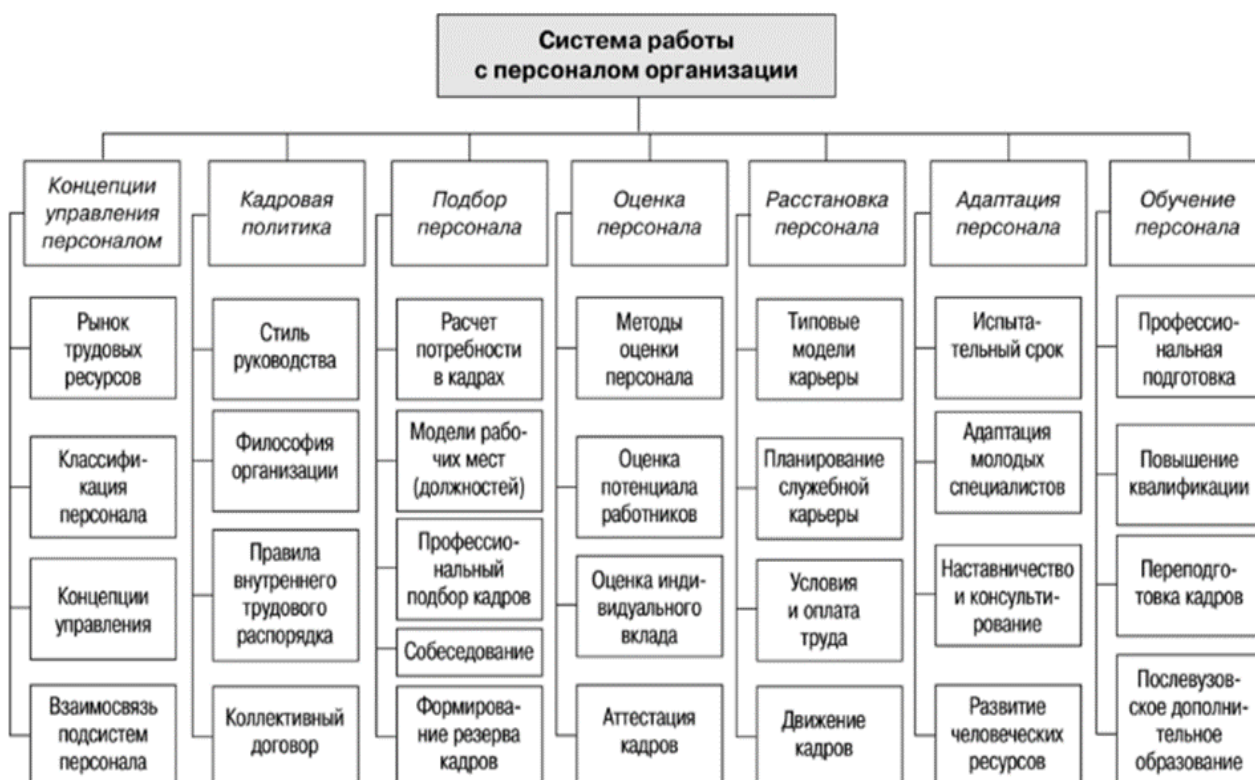 Система работы
с персоналом организации
Концепции
управления
персоналом
Рынок
трудовых
ресурсов
Классифи-
кация
персонала
Концепции
управления
Взаимосвязь
подсистем
персонала
Кадровая
политика
Стиль
руководства
Философия
организации
Правила
внутреннего
трудового
распорядка
Коллективный
договор
Подбор
персонала
Расчет
потребности
в кадрах
Модели рабо-
чих мест
(должностей)
Профессио-
нальный
подбор кадров
Собеседование
Формирова-
ние резерва
кадров
Оценка
персонала
Методы
оценки
персонала
Оценка
потенциала
работников
Оценка инди-
видуального
вклада
Аттестация
кадров
Расстановка
персонала
Типовые
модели
карьеры
Планирование
служебной
карьеры
Условия
и оплата
труда
Движение
кадров
Адаптация
персонала
Испыта-
тельный срок
Адаптация
молодых
специалистов
Наставничество
и консульти-
рование
Развитие
человеческих
ресурсов
Обучение
персонала
Профессио-
нальная
подготовка
Повышение
квалификации
Переподго-
товка кадров
Послевузов-
ское дополни-
тельное
образование